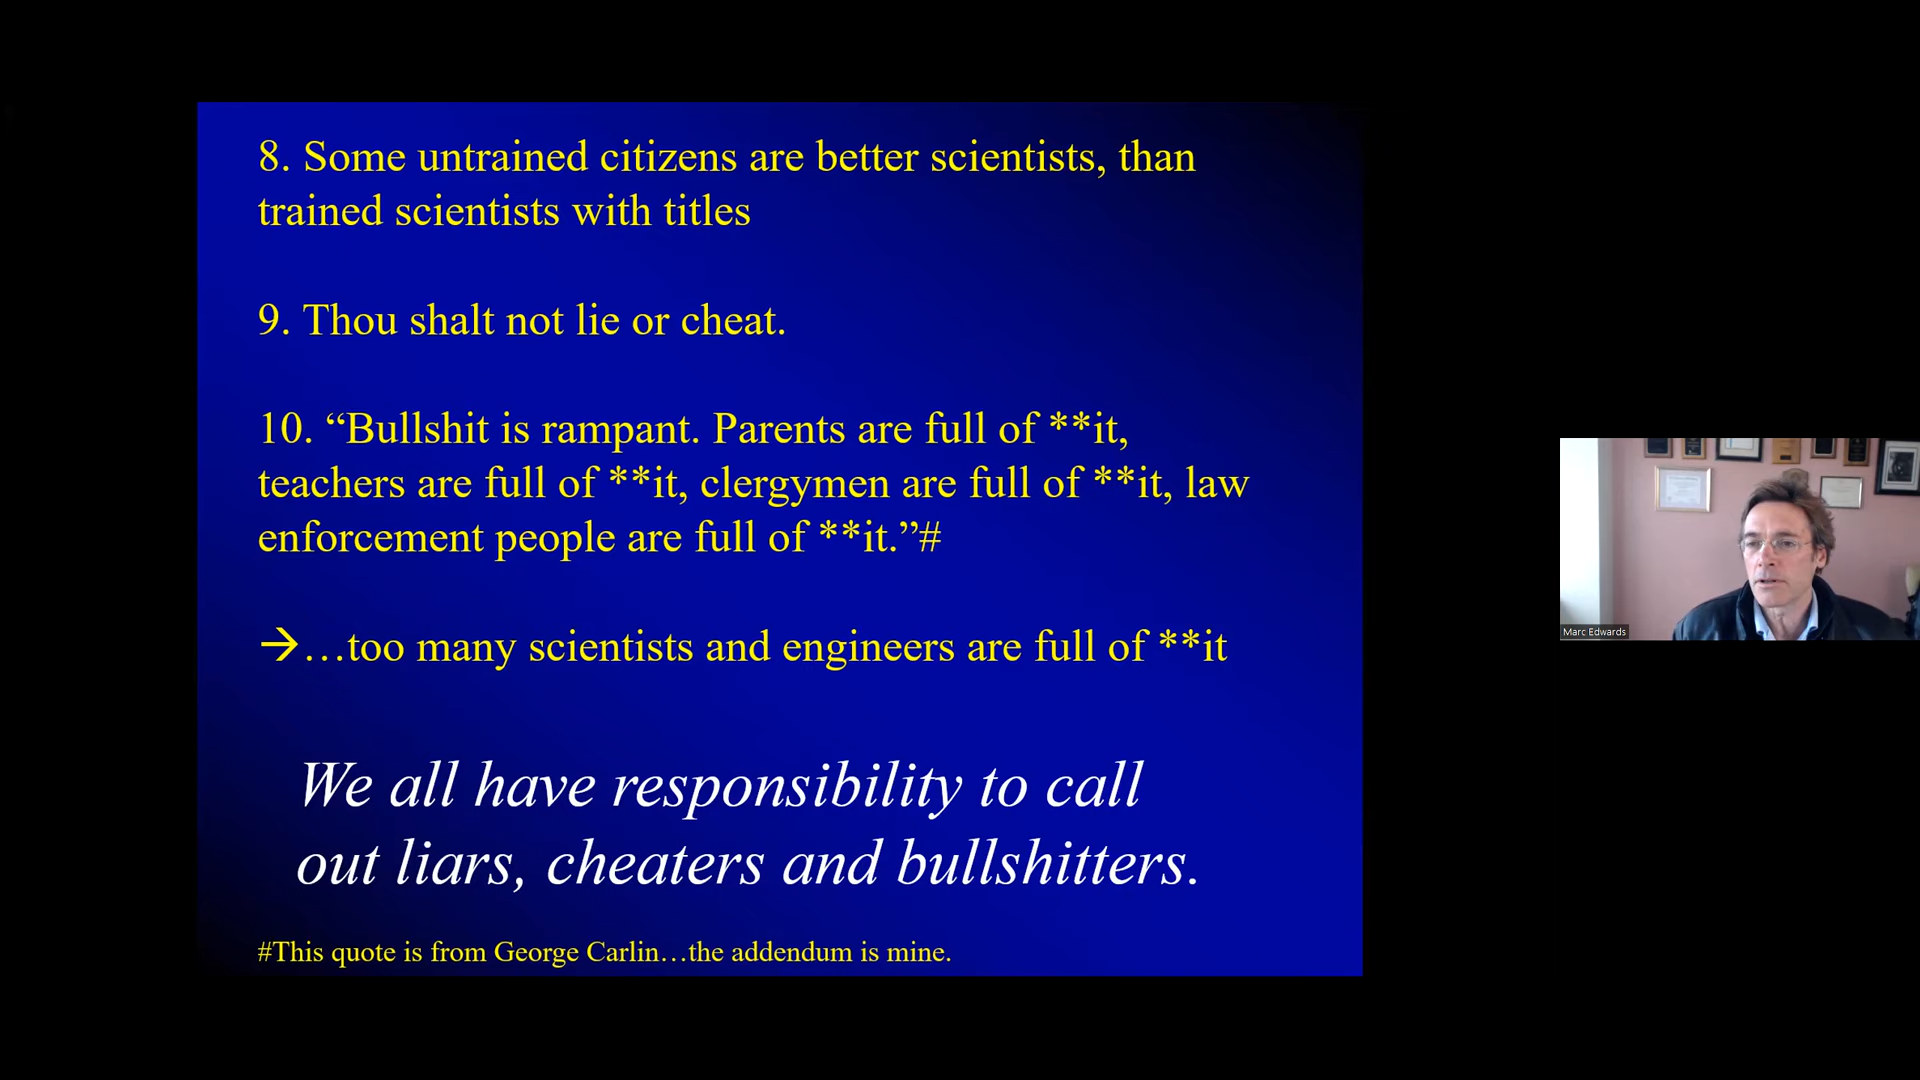 8. Some untrained citizens are better scientists, than
trained scientists with titles
9. Thou shalt not lie or cheat.
10. “Bullshit is rampant. Parents are full of **it,
teachers are full of **it, clergymen are full of **it, law
enforcement people are full of **it.”#
→…too many scientists and engineers are full of **it
We all have responsibility to call
out liars, cheaters and bullshitters.
#This quote is from George Carlin…the addendum is mine.
Marc Edwards